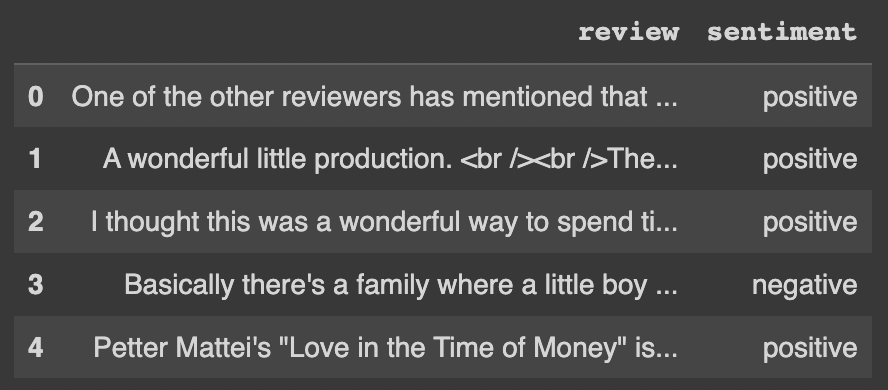 review sentiment
0 One of the other reviewers has mentioned that ... positive
1 A wonderful little production. <br /><br />The... positive
2 I thought this was a wonderful way to spend ti... positive
3 Basically there's a family where a little boy ... negative
4 Petter Mattei's "Love in the Time of Money" is... positive